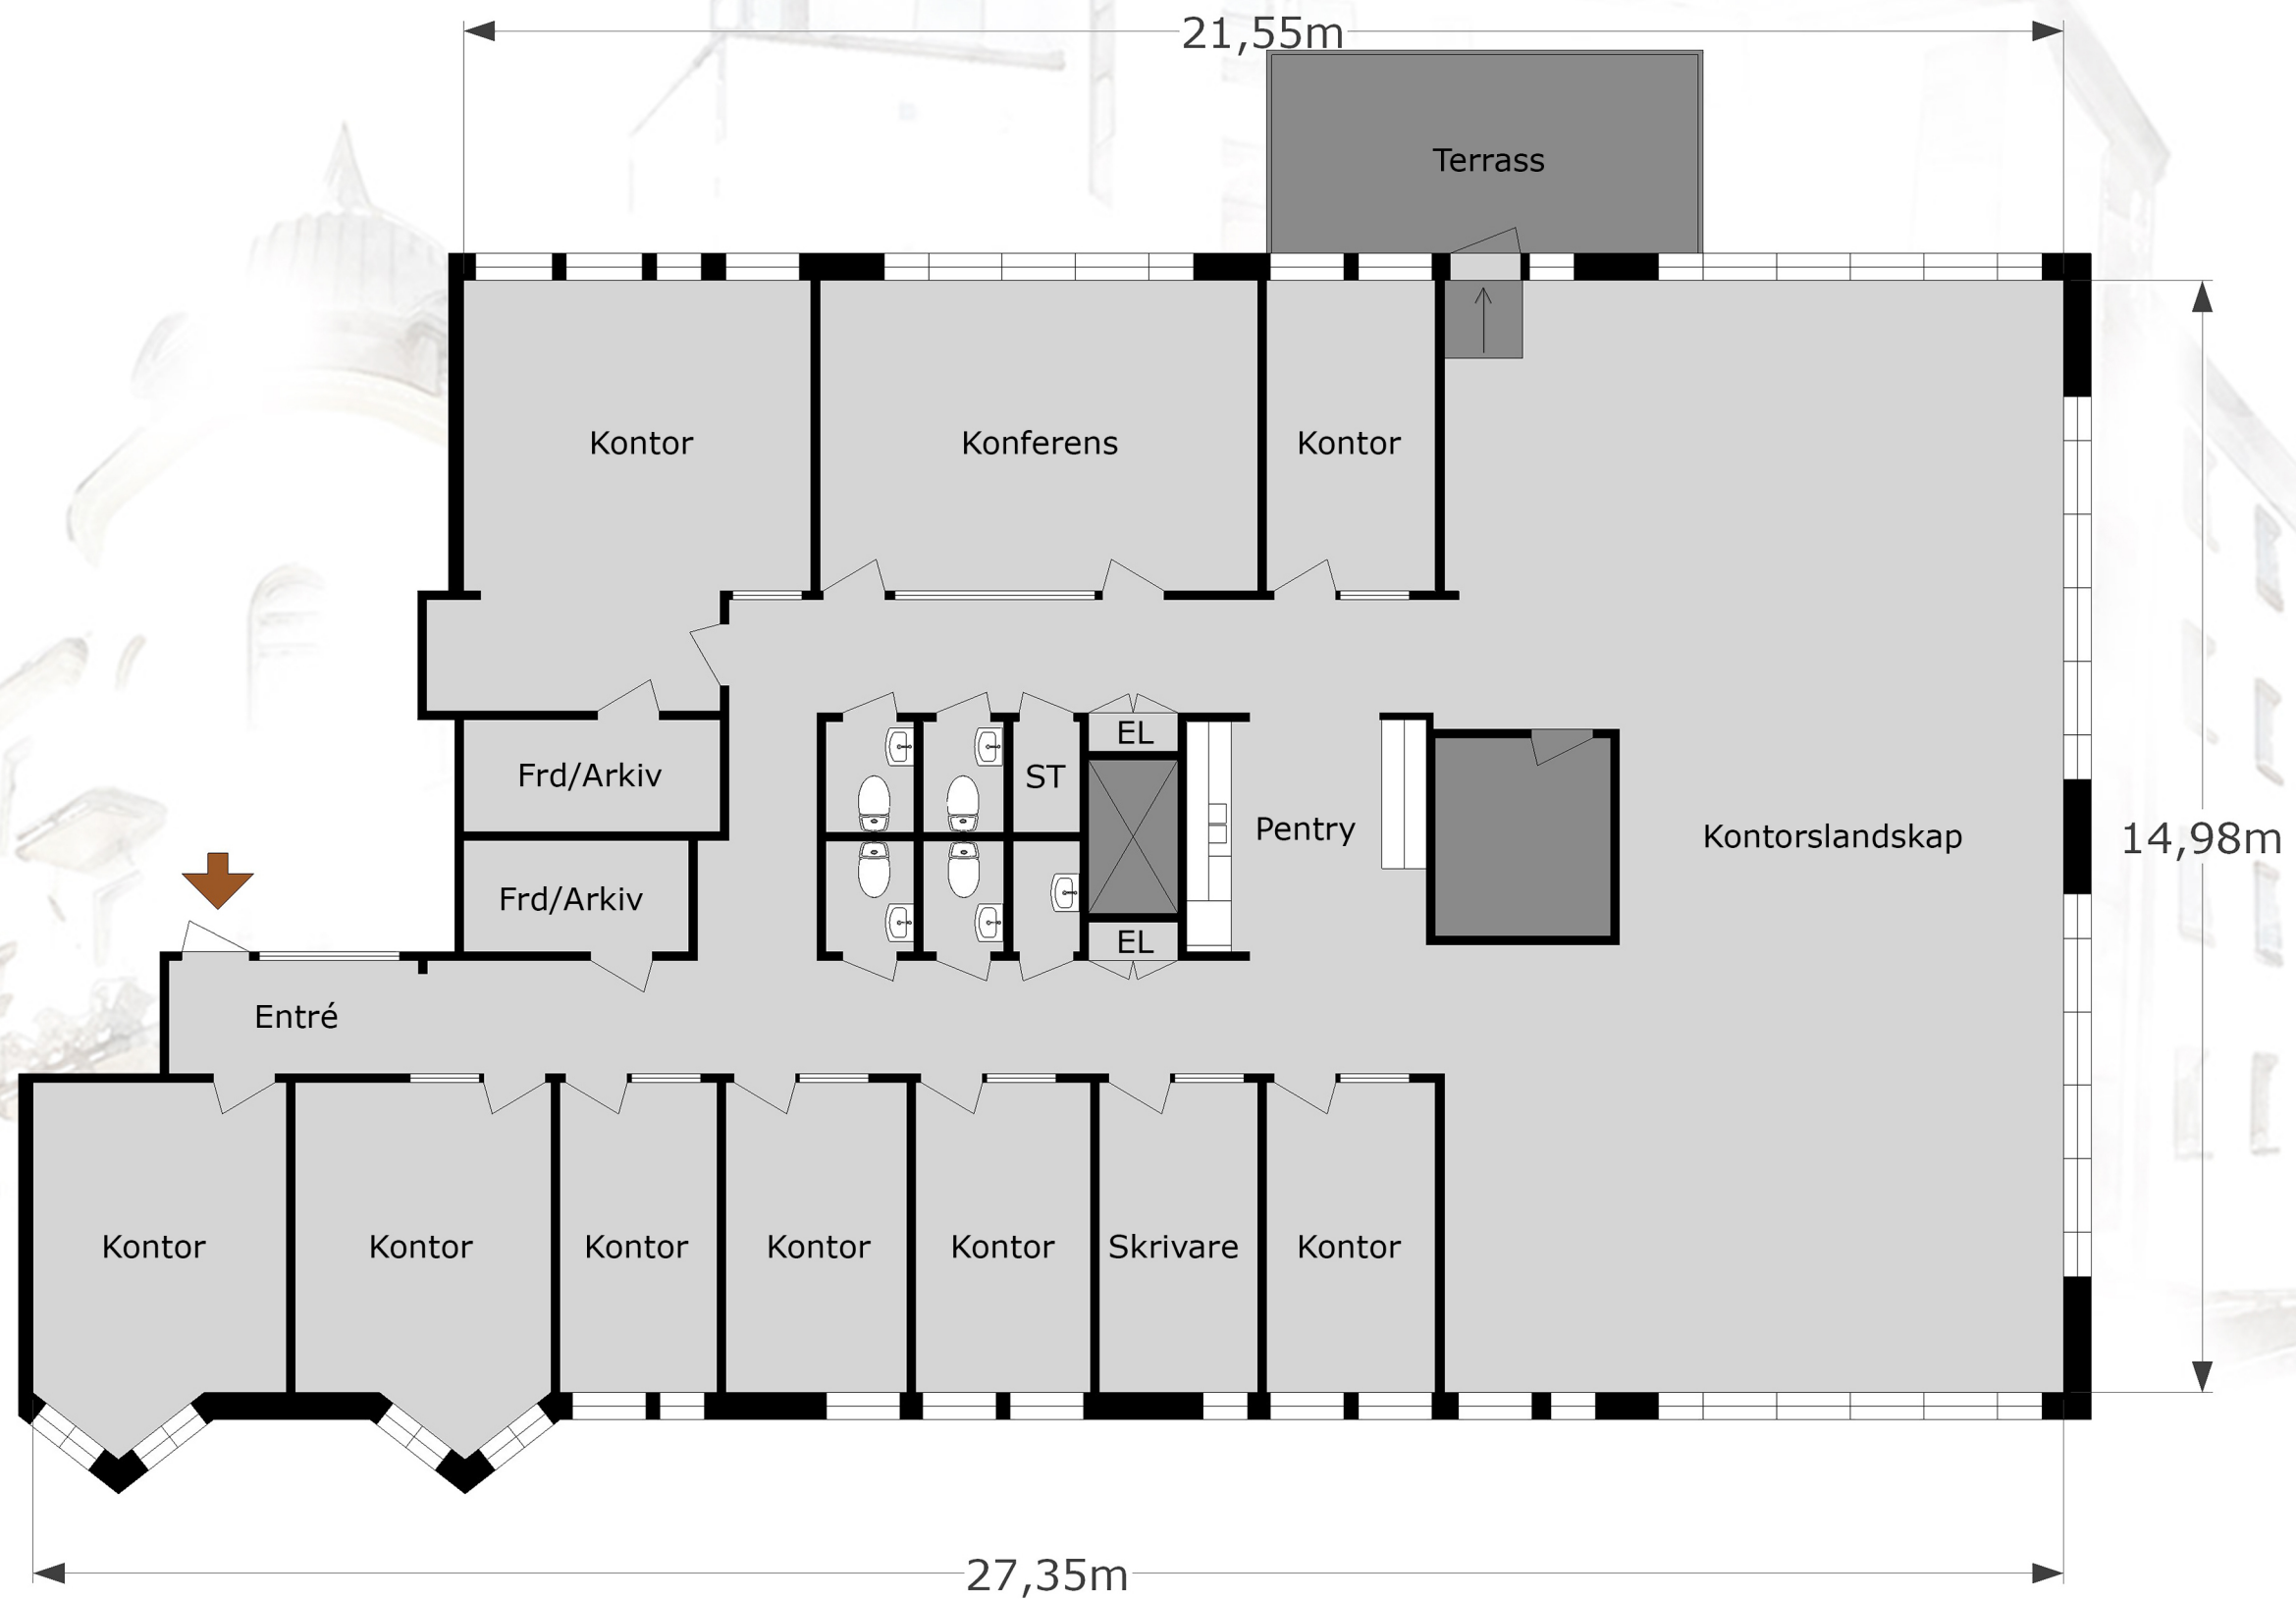 21,55m
Terrass
Kontor
Konferens
Kontor
EL
Frd/Arkiv
ST
Pentry
Kontorslandskap
14,98m
Frd/Arkiv
EL
Entré
Kontor
Kontor
Kontor
Kontor
Kontor
Skrivare
Kontor
27,35m